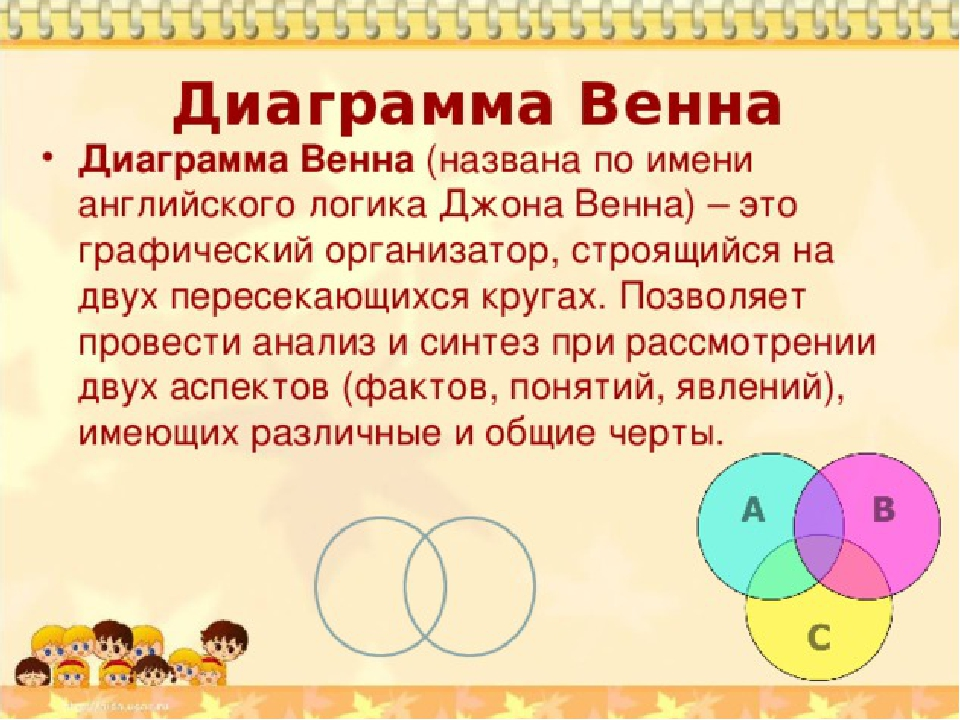 Диаграмма Венна
• Диаграмма Венна (названа по имени
английского логика Джона Венна) – это
графический организатор, строящийся на
двух пересекающихся кругах. Позволяет
провести анализ и синтез при рассмотрении
двух аспектов (фактов, понятий, явлений),
имеющих различные и общие черты.
A B
C